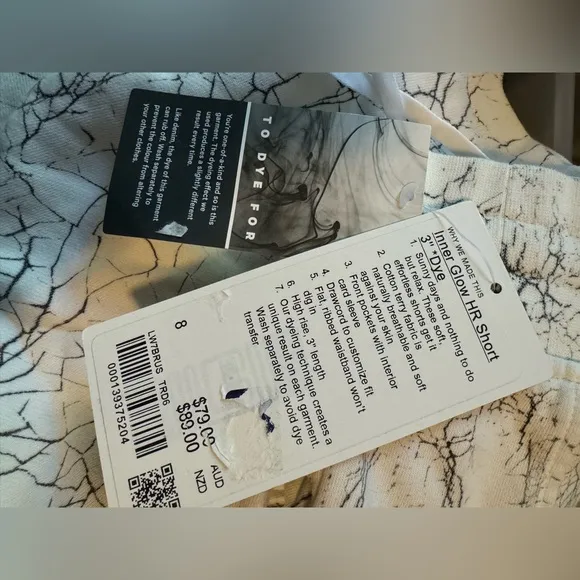 TO DYE FOR
You're one-of-a-kind and so is this
garment. The dyeing effect we
used produces a slightly different
result every time.
Like denim, the dye of this garment
can rub off. Wash separately to
prevent the colour from altering
your other clothes.
WHY WE MADE THIS
Inner Glow HR Short
3" *Dye
1. Sunny days and nothing to do
but relax. These soft,
effortless shorts get it
2. Cotton terry fabric is
naturally breathable and soft
against your skin
3. Front pockets with interior
card sleeve
4. Drawcord to customize fit
5. Flat, ribbed waistband won't
dig in
6. High rise, 3" length
7. Our dyeing technique creates a
unique result on each garment.
Wash separately to avoid dye
transfer
8
$79.00 AUD
$89.00 NZD
LW7BRJS TRD6
000139375204